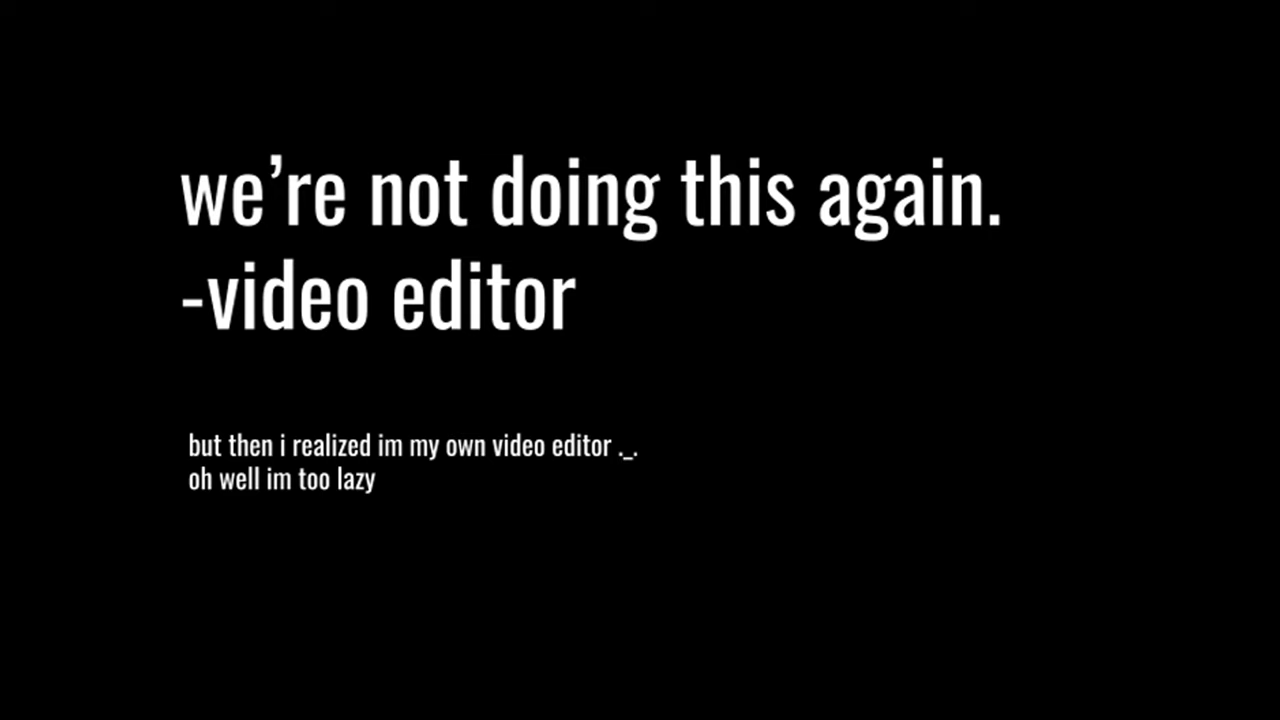 we’re not doing this again.
-video editor
but then i realized im my own video editor ._.
oh well im too lazy